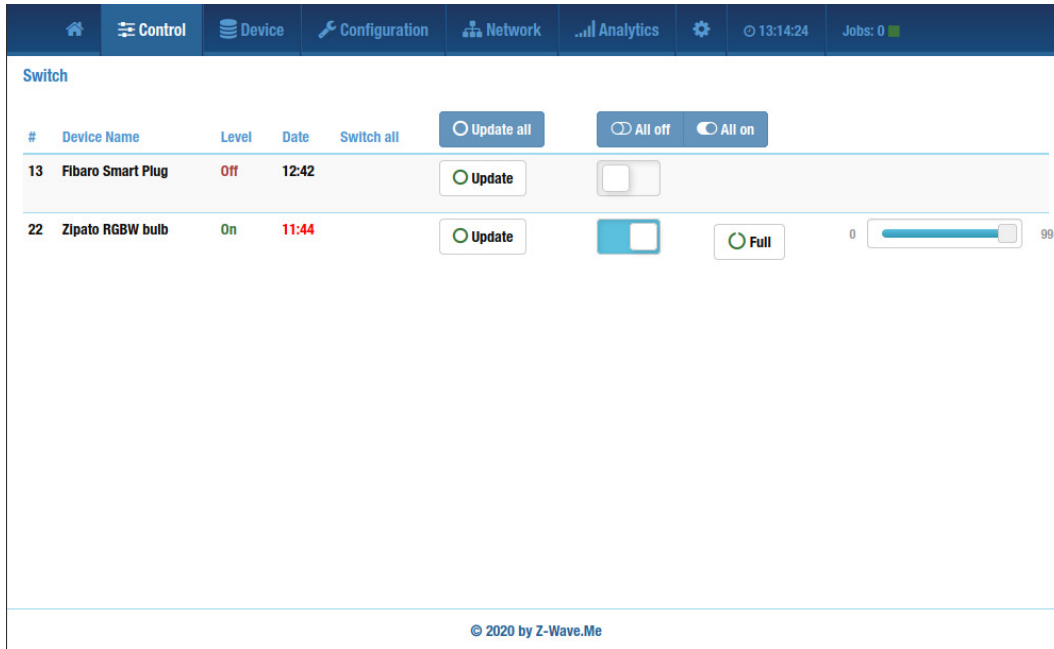 Control Device Configuration Network Analytics 13:14:24 Jobs: 0
Switch
# Device Name Level Date Switch all Update all All off All on
13 Fibaro Smart Plug Off 12:42 Update
22 Zipato RGBW bulb On 11:44 Update Full 0 99
© 2020 by Z-Wave.Me